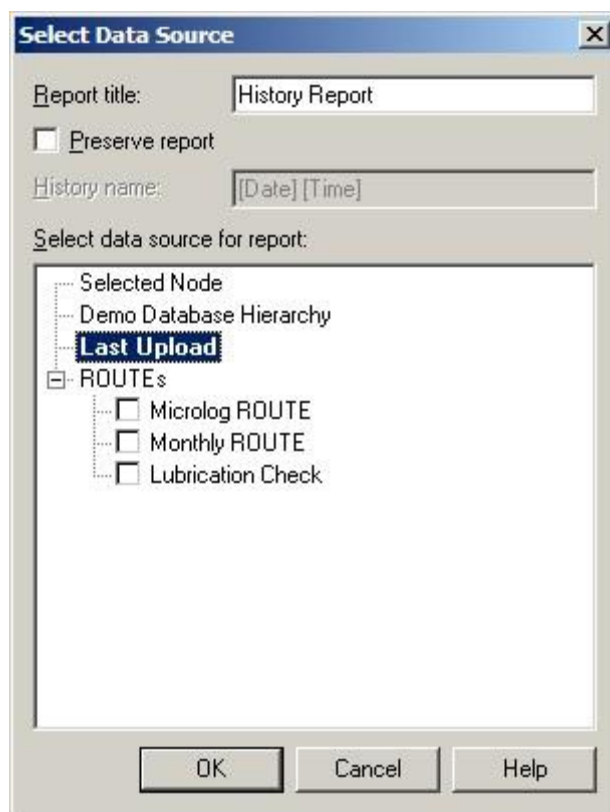 Select Data Source
Report title: History Report
Preserve report
History name: [Date] [Time]
Select data source for report:
Selected Node
Demo Database Hierarchy
Last Upload
ROUTEs
Microlog ROUTE
Monthly ROUTE
Lubrication Check
OK Cancel Help